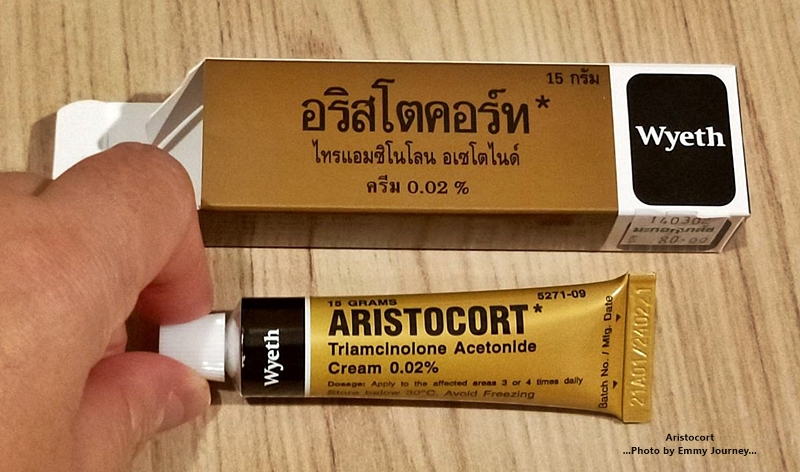 15 กรัม
อริสโตคอร์ท*
ไทรแอมซิโนโลน อเซโตไนด์
ครีม 0.02 %
Wyeth
80.00
15 GRAMS
5271-09
ARISTOCORT*
Triamcinolone Acetonide
Cream 0.02%
Dosage: Apply to the affected areas 3 or 4 times daily
Store below 30°C, Avoid Freezing
Wyeth
Batch No. / Mfg. Date
Aristocort
...Photo by Emmy Journey...